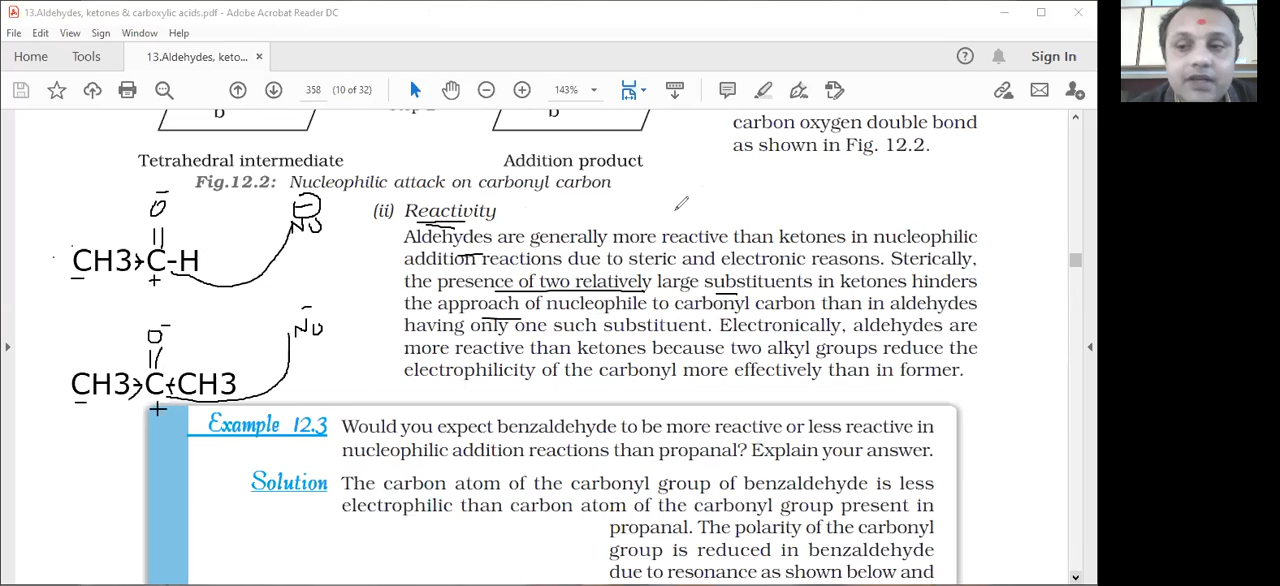 13.Aldehydes, ketones & carboxylic acids.pdf - Adobe Acrobat Reader DC
File Edit View Sign Window Help
Home Tools 13.Aldehydes, keto... × Sign In
358 (10 of 32) 143%
b b
carbon oxygen double bond
as shown in Fig. 12.2.
Tetrahedral intermediate Addition product
Fig.12.2: Nucleophilic attack on carbonyl carbon
(ii) Reactivity
Aldehydes are generally more reactive than ketones in nucleophilic
addition reactions due to steric and electronic reasons. Sterically,
the presence of two relatively large substituents in ketones hinders
the approach of nucleophile to carbonyl carbon than in aldehydes
having only one such substituent. Electronically, aldehydes are
more reactive than ketones because two alkyl groups reduce the
electrophilicity of the carbonyl more effectively than in former.
O
NU
CH3 C-H
+
O
NU
CH3 C CH3
+
Example 12.3 Would you expect benzaldehyde to be more reactive or less reactive in
nucleophilic addition reactions than propanal? Explain your answer.
Solution The carbon atom of the carbonyl group of benzaldehyde is less
electrophilic than carbon atom of the carbonyl group present in
propanal. The polarity of the carbonyl
group is reduced in benzaldehyde
due to resonance as shown below and